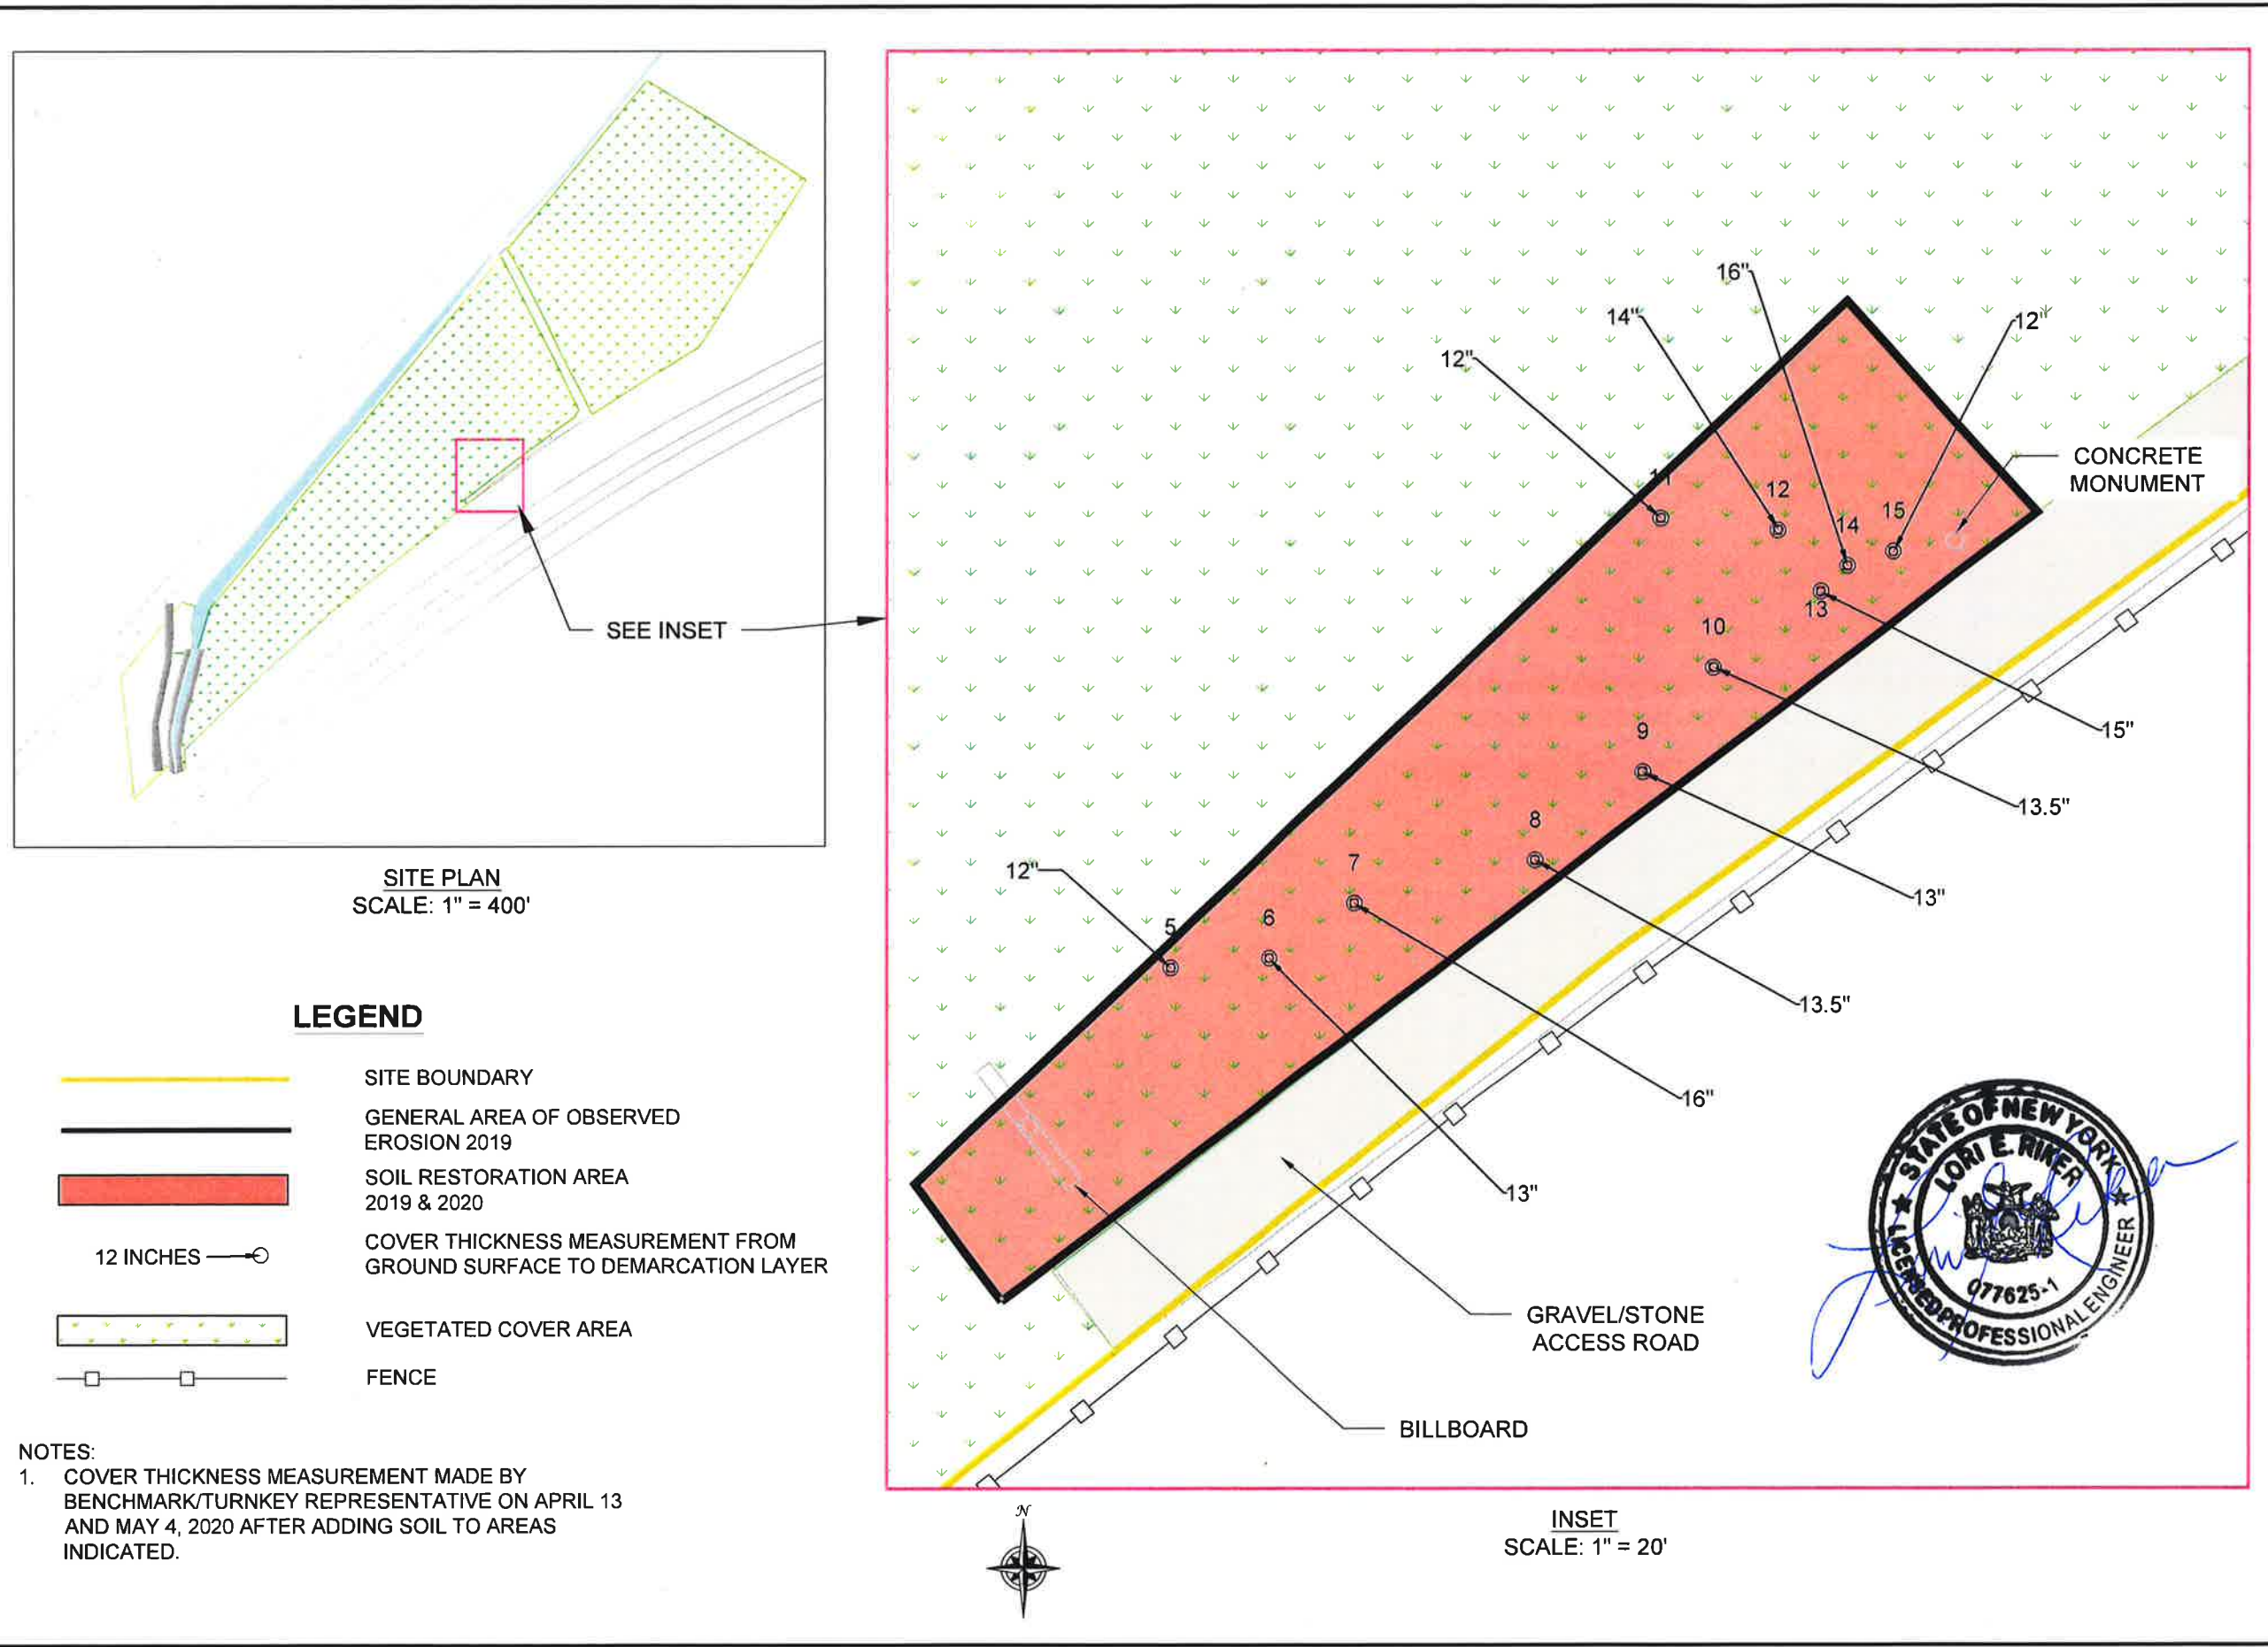 SEE INSET
SITE PLAN
SCALE: 1" = 400'
LEGEND
SITE BOUNDARY
GENERAL AREA OF OBSERVED
EROSION 2019
SOIL RESTORATION AREA
2019 & 2020
12 INCHES
COVER THICKNESS MEASUREMENT FROM
GROUND SURFACE TO DEMARCATION LAYER
VEGETATED COVER AREA
FENCE
NOTES:
1. COVER THICKNESS MEASUREMENT MADE BY
BENCHMARK/TURNKEY REPRESENTATIVE ON APRIL 13
AND MAY 4, 2020 AFTER ADDING SOIL TO AREAS
INDICATED.
16"
14"
12"
12"
CONCRETE
MONUMENT
11
12
15
14
13
10
15"
9
13.5"
8
7
12"
13"
6
5
13.5"
16"
13"
GRAVEL/STONE
ACCESS ROAD
BILLBOARD
STATE OF NEW YORK
LORI E. RIKER
077625-1
LICENSED PROFESSIONAL ENGINEER
N
INSET
SCALE: 1" = 20'